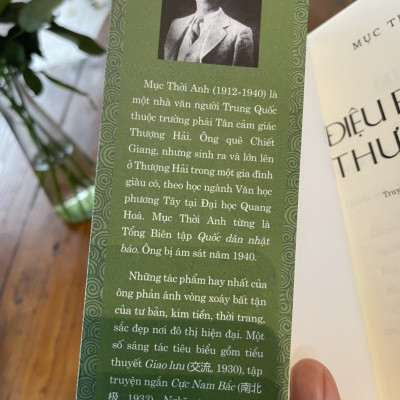 Mục Thời Anh (1912-1940) là
một nhà văn người Trung Quốc
thuộc trường phái Tân cảm giác
Thượng Hải. Ông quê Chiết
Giang, nhưng sinh ra và lớn lên
ở Thượng Hải trong một gia đình
giàu có, theo học ngành Văn học
phương Tây tại Đại học Quang
Hoá. Mục Thời Anh từng là
Tổng Biên tập Quốc dân nhật
báo. Ông bị ám sát năm 1940.
Những tác phẩm hay nhất của
ông phản ánh vòng xoáy bất tận
của tư bản, kim tiền, thời trang,
sắc đẹp nơi đô thị hiện đại. Một
số sáng tác tiêu biểu gồm tiểu
thuyết Giao lưu (交流, 1930), tập
truyện ngắn Cực Nam Bắc (南北
极, 1932),
MỤC TH
ĐIỆU
THƯ
Truy